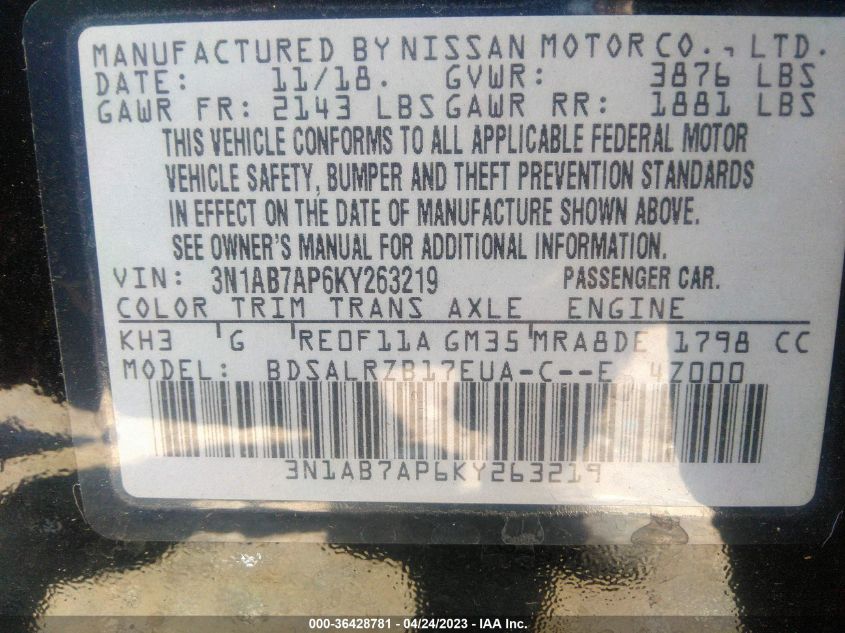 MANUFACTURED BY NISSAN MOTOR CO., LTD.
DATE: 11/18. GVWR: 3876 LBS
GAWR FR: 2143 LBS GAWR RR: 1881 LBS
THIS VEHICLE CONFORMS TO ALL APPLICABLE FEDERAL MOTOR
VEHICLE SAFETY, BUMPER AND THEFT PREVENTION STANDARDS
IN EFFECT ON THE DATE OF MANUFACTURE SHOWN ABOVE.
SEE OWNER'S MANUAL FOR ADDITIONAL INFORMATION.
VIN: 3N1AB7AP6KY263219 PASSENGER CAR.
COLOR TRIM TRANS AXLE ENGINE
KH3 G RE0F11A GM35 MRA8DE 1798 CC
MODEL: BDSALRZB17EUA-C--E 4Z000
3N1AB7AP6KY263219
000-36428781 - 04/24/2023 - IAA Inc.